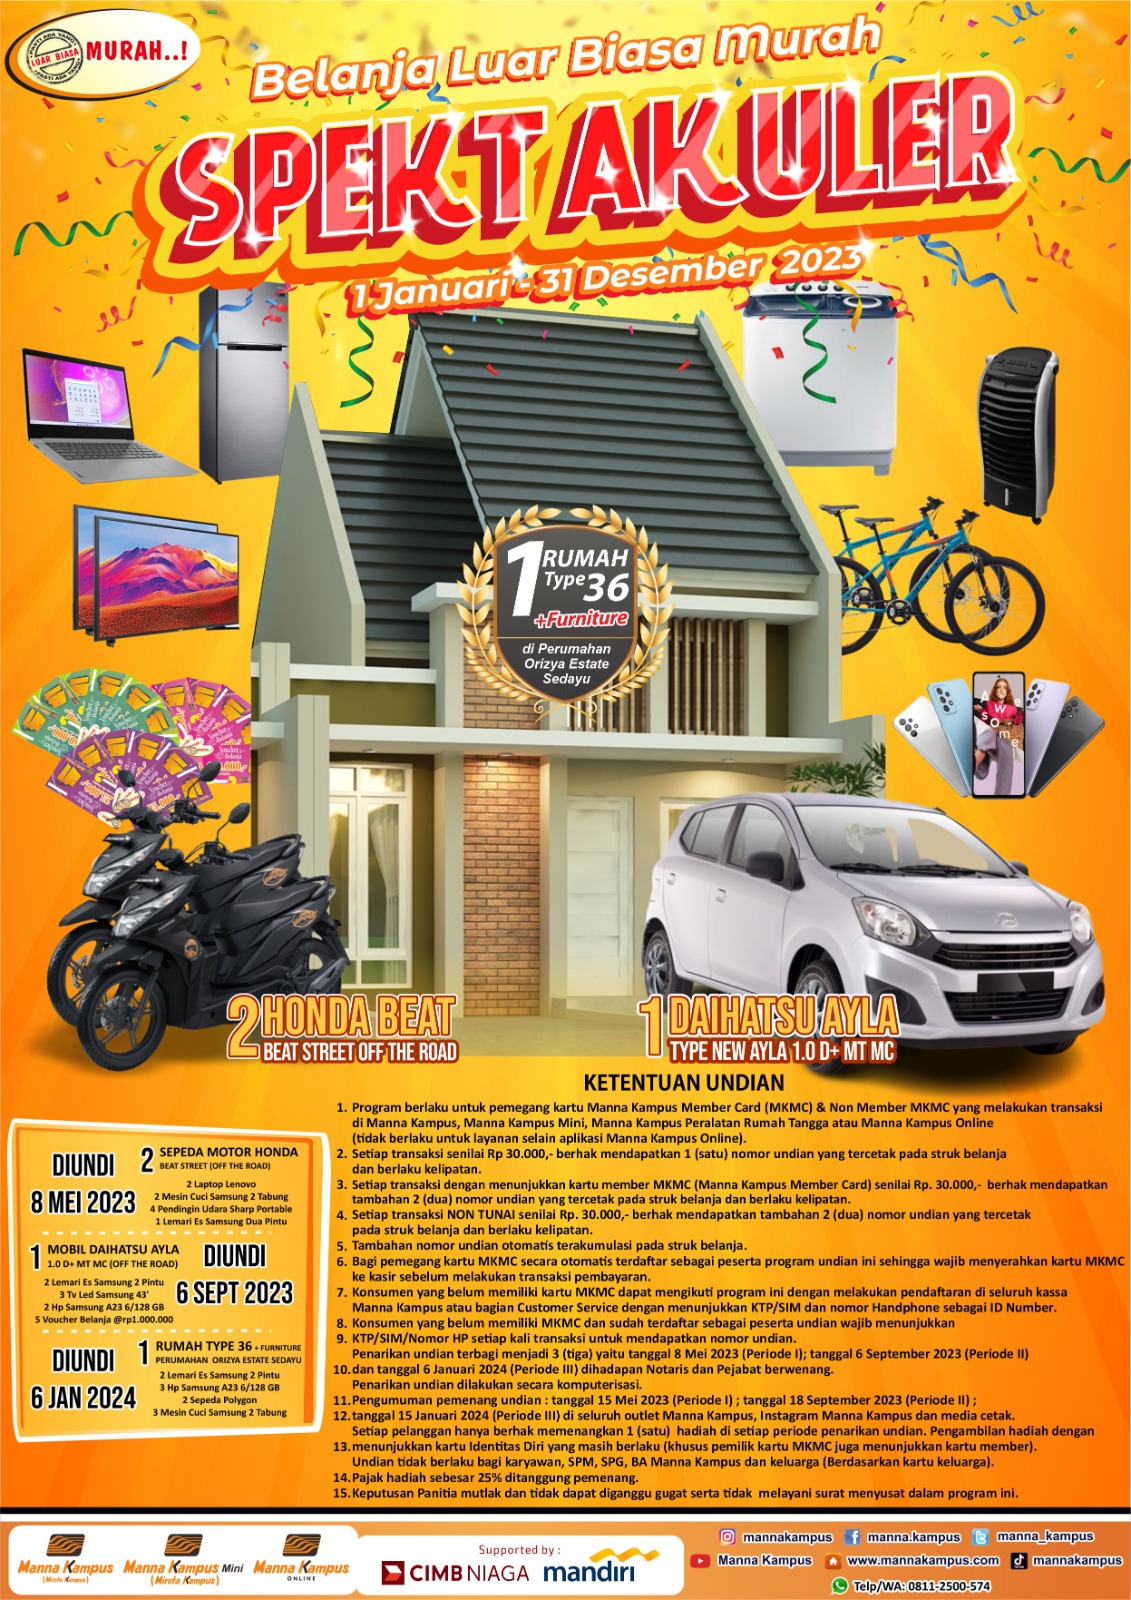 PASTI ADA YANG
LUAR BIASA
PASTI ADA YANG
MURAH..!
Belanja Luar Biasa Murah
SPEKTAKULER
1 Januari - 31 Desember 2023
1 RUMAH
Type 36
+Furniture
di Perumahan
Orizya Estate
Sedayu
Voucher
Belanja
Awesome
2 HONDA BEAT
BEAT STREET OFF THE ROAD
1 DAIHATSU AYLA
TYPE NEW AYLA 1.0 D+ MT MC
DIUNDI
8 MEI 2023
2 SEPEDA MOTOR HONDA
BEAT STREET (OFF THE ROAD)
2 Laptop Lenovo
2 Mesin Cuci Samsung 2 Tabung
4 Pendingin Udara Sharp Portable
1 Lemari Es Samsung Dua Pintu
1 MOBIL DAIHATSU AYLA
1.0 D+ MT MC (OFF THE ROAD)
2 Lemari Es Samsung 2 Pintu
3 Tv Led Samsung 43'
2 Hp Samsung A23 6/128 GB
5 Voucher Belanja @rp1.000.000
DIUNDI
6 SEPT 2023
DIUNDI
6 JAN 2024
1 RUMAH TYPE 36 + FURNITURE
PERUMAHAN ORIZYA ESTATE SEDAYU
2 Lemari Es Samsung 2 Pintu
3 Hp Samsung A23 6/128 GB
2 Sepeda Polygon
3 Mesin Cuci Samsung 2 Tabung
KETENTUAN UNDIAN
1. Program berlaku untuk pemegang kartu Manna Kampus Member Card (MKMC) & Non Member MKMC yang melakukan transaksi
di Manna Kampus, Manna Kampus Mini, Manna Kampus Peralatan Rumah Tangga atau Manna Kampus Online
(tidak berlaku untuk layanan selain aplikasi Manna Kampus Online).
2. Setiap transaksi senilai Rp 30.000,- berhak mendapatkan 1 (satu) nomor undian yang tercetak pada struk belanja
dan berlaku kelipatan.
3. Setiap transaksi dengan menunjukkan kartu member MKMC (Manna Kampus Member Card) senilai Rp. 30.000,- berhak mendapatkan
tambahan 2 (dua) nomor undian yang tercetak pada struk belanja dan berlaku kelipatan.
4. Setiap transaksi NON TUNAI senilai Rp. 30.000,- berhak mendapatkan tambahan 2 (dua) nomor undian yang tercetak
pada struk belanja dan berlaku kelipatan.
5. Tambahan nomor undian otomatis terakumulasi pada struk belanja.
6. Bagi pemegang kartu MKMC secara otomatis terdaftar sebagai peserta program undian ini sehingga wajib menyerahkan kartu MKMC
ke kasir sebelum melakukan transaksi pembayaran.
7. Konsumen yang belum memiliki kartu MKMC dapat mengikuti program ini dengan melakukan pendaftaran di seluruh kassa
Manna Kampus atau bagian Customer Service dengan menunjukkan KTP/SIM dan nomor Handphone sebagai ID Number.
8. Konsumen yang belum memiliki MKMC dan sudah terdaftar sebagai peserta undian wajib menunjukkan
9. KTP/SIM/Nomor HP setiap kali transaksi untuk mendapatkan nomor undian.
Penarikan undian terbagi menjadi 3 (tiga) yaitu tanggal 8 Mei 2023 (Periode I); tanggal 6 September 2023 (Periode II)
10. dan tanggal 6 Januari 2024 (Periode III) dihadapan Notaris dan Pejabat berwenang.
Penarikan undian dilakukan secara komputerisasi.
11. Pengumuman pemenang undian : tanggal 15 Mei 2023 (Periode I) ; tanggal 18 September 2023 (Periode II) ;
12. tanggal 15 Januari 2024 (Periode III) di seluruh outlet Manna Kampus, Instagram Manna Kampus dan media cetak.
Setiap pelanggan hanya berhak memenangkan 1 (satu) hadiah di setiap periode penarikan undian. Pengambilan hadiah dengan
13. menunjukkan kartu Identitas Diri yang masih berlaku (khusus pemilik kartu MKMC juga menunjukkan kartu member).
Undian tidak berlaku bagi karyawan, SPM, SPG, BA Manna Kampus dan keluarga (Berdasarkan kartu keluarga).
14. Pajak hadiah sebesar 25% ditanggung pemenang.
15. Keputusan Panitia mutlak dan tidak dapat diganggu gugat serta tidak melayani surat menyusat dalam program ini.
Manna Kampus
(Mirota Kampus)
Manna Kampus Mini
(Mirota Kampus)
Manna Kampus
ONLINE
Supported by :
CIMB NIAGA
mandiri
mannakampus
manna.kampus
manna_kampus
Manna Kampus
www.mannakampus.com
mannakampus
Telp/WA: 0811-2500-574